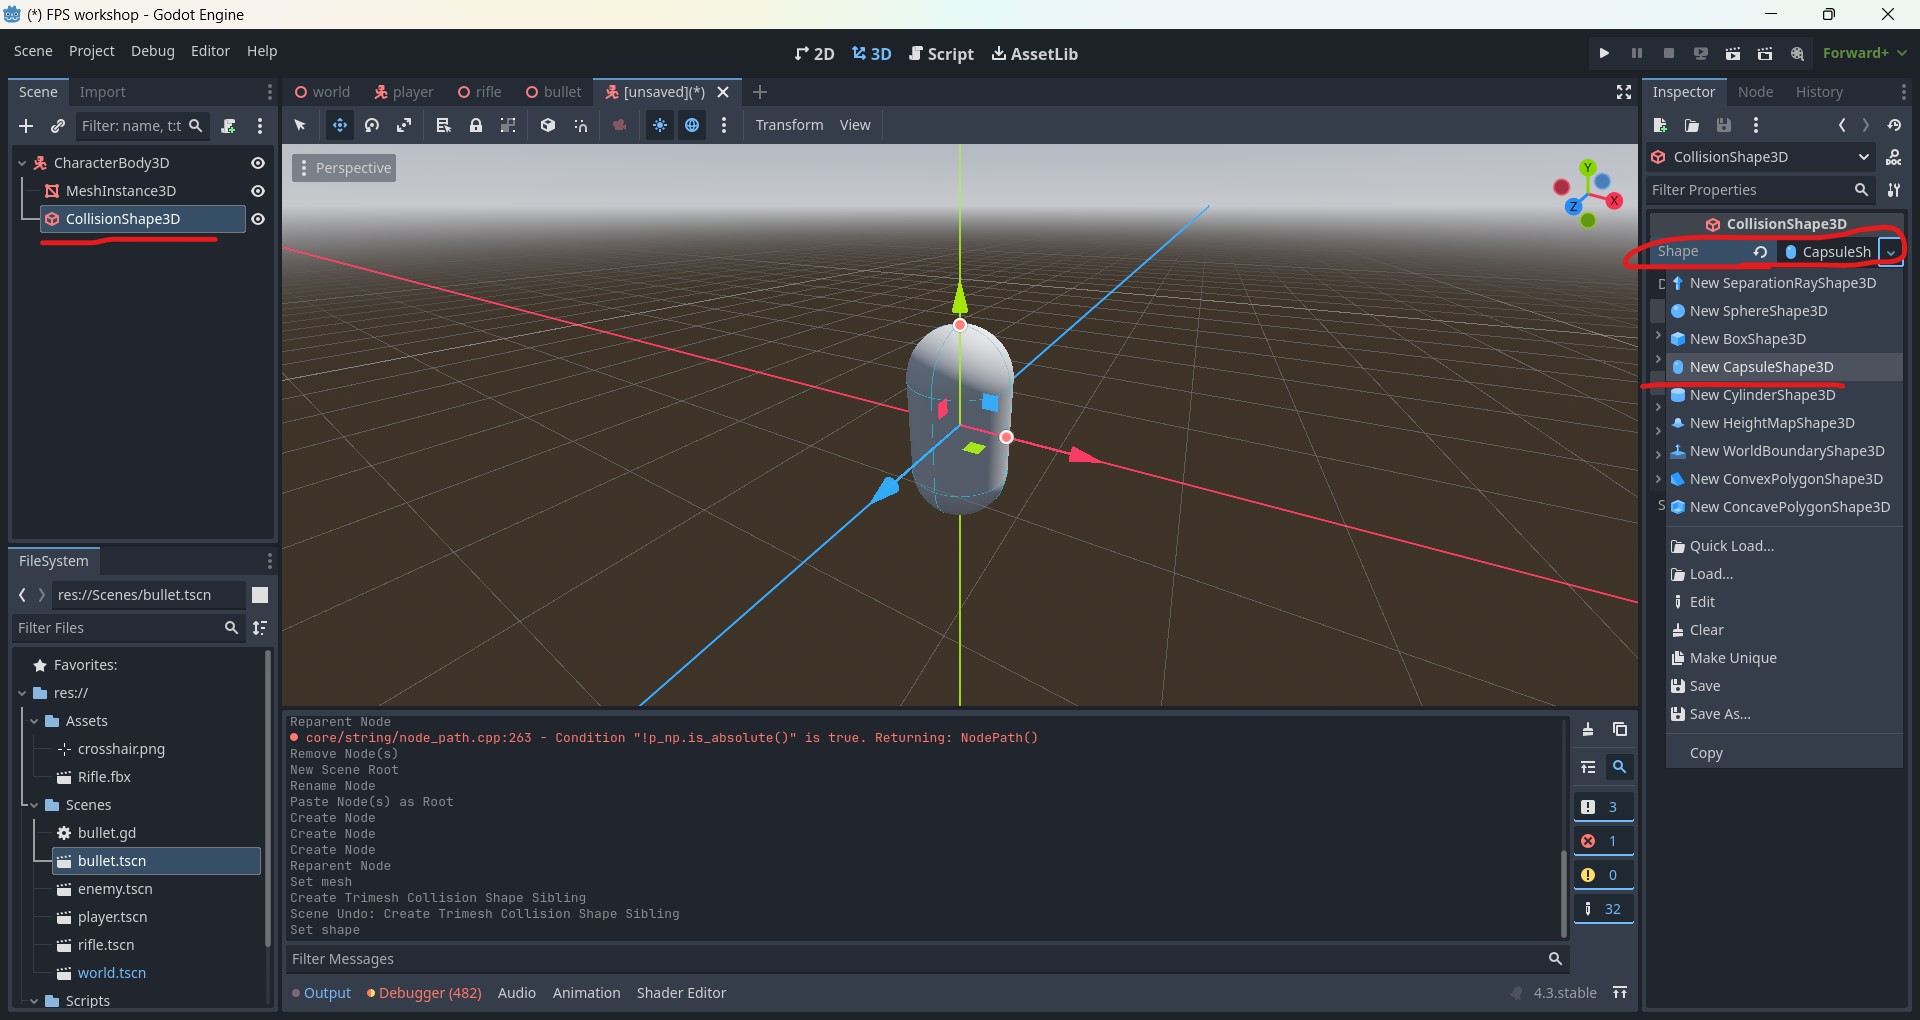 (*) FPS workshop - Godot Engine
Scene Project Debug Editor Help
2D 3D Script AssetLib
Forward+
Scene Import
world player rifle bullet [unsaved](*)
Inspector Node History
Filter: name, t:t
Transform View
CharacterBody3D
MeshInstance3D
CollisionShape3D
Perspective
Y
X
Z
CollisionShape3D
Filter Properties
CollisionShape3D
Shape CapsuleSh
New SeparationRayShape3D
New SphereShape3D
New BoxShape3D
New CapsuleShape3D
New CylinderShape3D
New HeightMapShape3D
New WorldBoundaryShape3D
New ConvexPolygonShape3D
New ConcavePolygonShape3D
Quick Load...
Load...
Edit
Clear
Make Unique
Save
Save As...
Copy
FileSystem
res://Scenes/bullet.tscn
Filter Files
Favorites:
res://
Assets
crosshair.png
Rifle.fbx
Scenes
bullet.gd
bullet.tscn
enemy.tscn
player.tscn
rifle.tscn
world.tscn
Scripts
Reparent Node
core/string/node_path.cpp:263 - Condition "!p_np.is_absolute()" is true. Returning: NodePath()
Remove Node(s)
New Scene Root
Rename Node
Paste Node(s) as Root
Create Node
Create Node
Create Node
Reparent Node
Set mesh
Create Trimesh Collision Shape Sibling
Scene Undo: Create Trimesh Collision Shape Sibling
Set shape
3
1
0
32
Filter Messages
Output Debugger (482) Audio Animation Shader Editor
4.3.stable